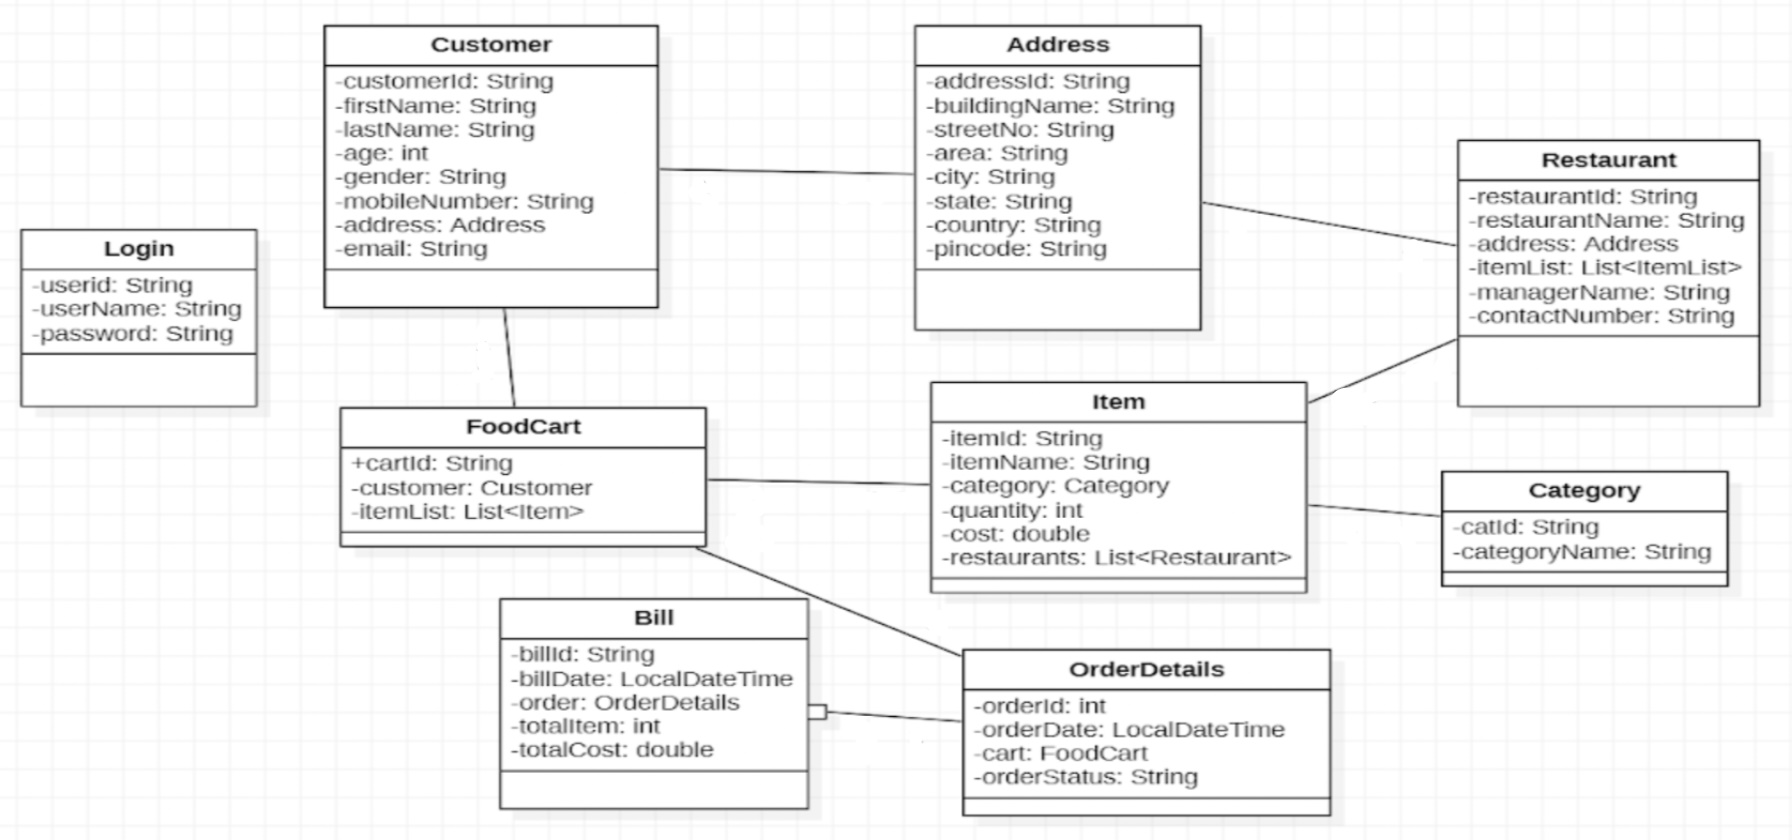 Customer
-customerId: String
-firstName: String
-lastName: String
-age: int
-gender: String
-mobileNumber: String
-address: Address
-email: String
Address
-addressId: String
-buildingName: String
-streetNo: String
-area: String
-city: String
-state: String
-country: String
-pincode: String
Restaurant
-restaurantId: String
-restaurantName: String
-address: Address
-itemList: List<ItemList>
-managerName: String
-contactNumber: String
Login
-userid: String
-userName: String
-password: String
FoodCart
+cartId: String
-customer: Customer
-itemList: List<Item>
Item
-itemId: String
-itemName: String
-category: Category
-quantity: int
-cost: double
-restaurants: List<Restaurant>
Category
-catId: String
-categoryName: String
Bill
-billId: String
-billDate: LocalDateTime
-order: OrderDetails
-totalItem: int
-totalCost: double
OrderDetails
-orderId: int
-orderDate: LocalDateTime
-cart: FoodCart
-orderStatus: String